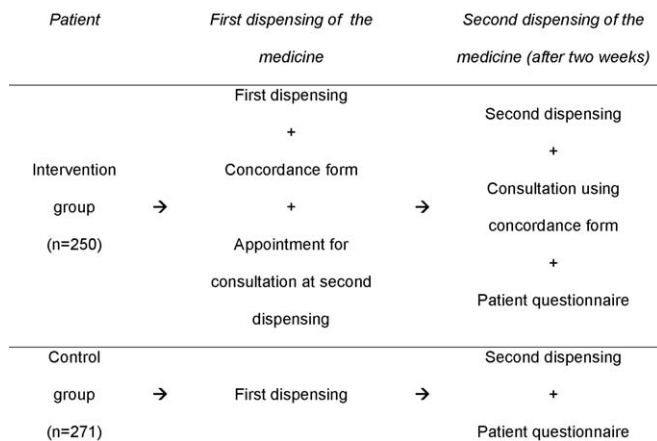 Patient
First dispensing of the
medicine
Second dispensing of the
medicine (after two weeks)
Intervention
group
(n=250)
→
First dispensing
+
Concordance form
+
Appointment for
consultation at second
dispensing
→
Second dispensing
+
Consultation using
concordance form
+
Patient questionnaire
Control
group
(n=271)
→
First dispensing
→
Second dispensing
+
Patient questionnaire